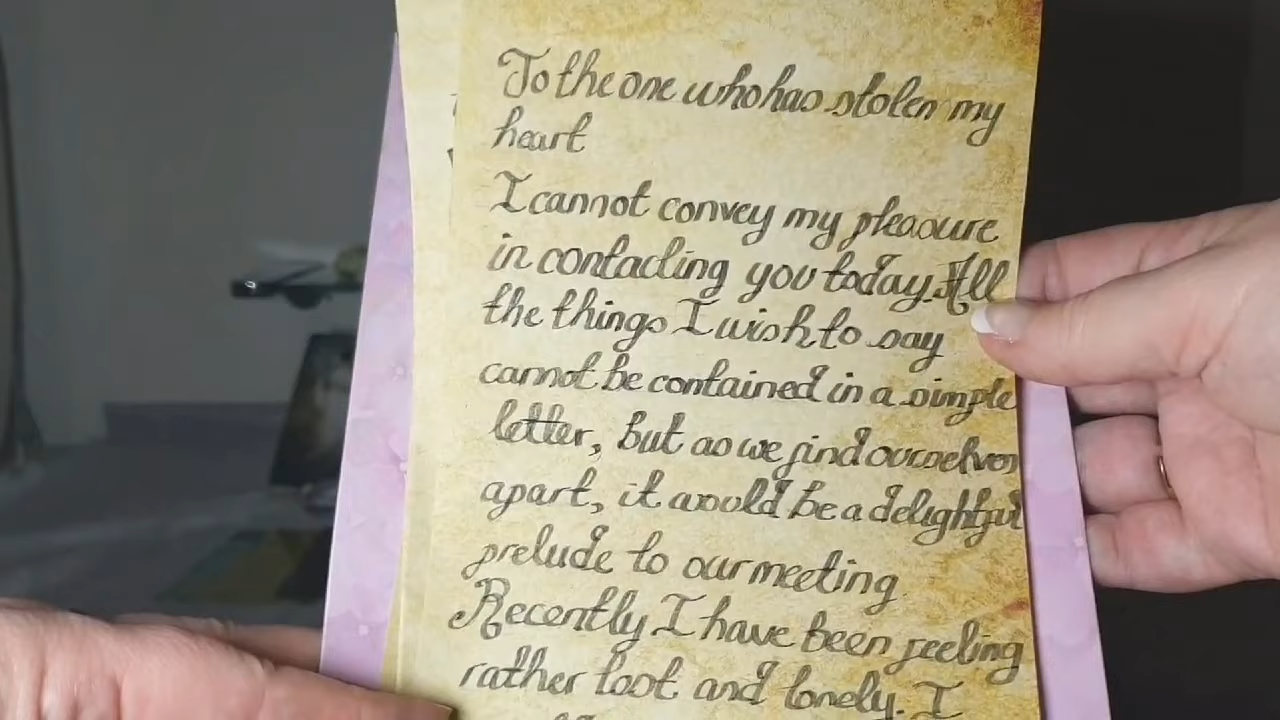 To the one who has stolen my
heart
I cannot convey my pleasure
in contacting you today. All
the things I wish to say
cannot be contained in a simple
letter, but as we find ourselves
apart, it would be a delightful
prelude to our meeting.
Recently I have been feeling
rather lost and lonely. I